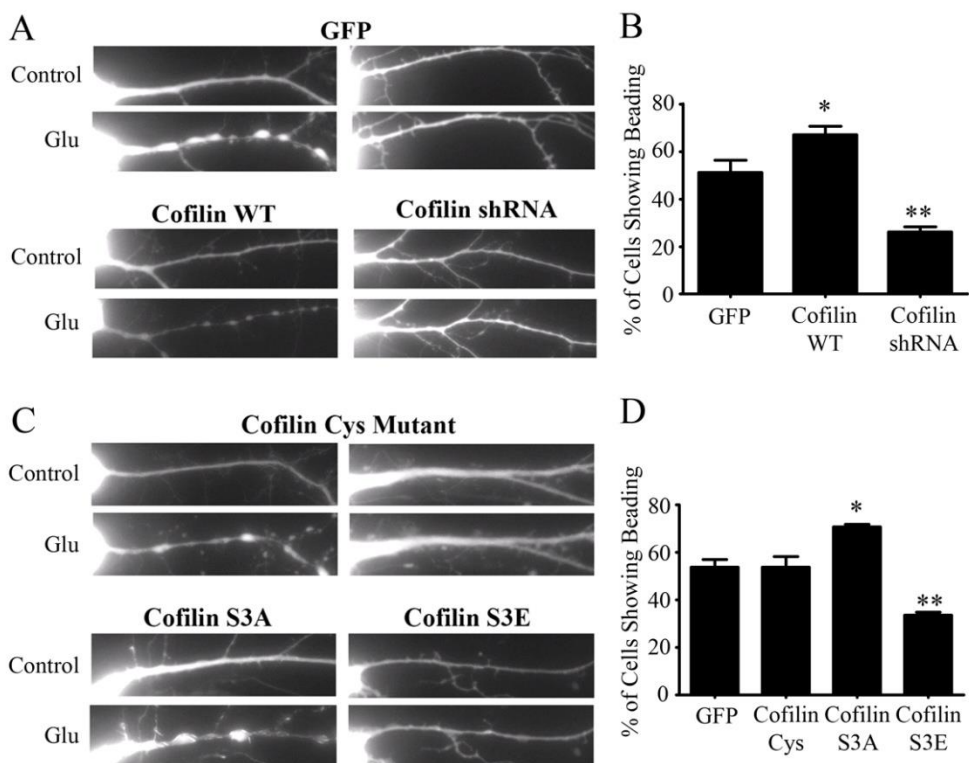 A
GFP
Control
Glu
Cofilin WT
Cofilin shRNA
Control
Glu
B
% of Cells Showing Beading
80
60
40
20
0
*
**
GFP
Cofilin WT
Cofilin shRNA
C
Cofilin Cys Mutant
Control
Glu
Cofilin S3A
Cofilin S3E
Control
Glu
D
% of Cells Showing Beading
80
60
40
20
0
*
**
GFP
Cofilin Cys
Cofilin S3A
Cofilin S3E